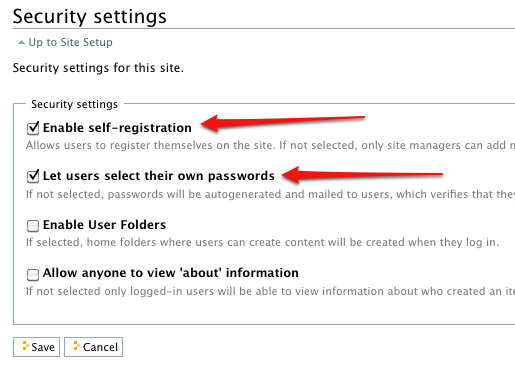 Security settings
Up to Site Setup
Security settings for this site.
Security settings
Enable self-registration
Allows users to register themselves on the site. If not selected, only site managers can add
Let users select their own passwords
If not selected, passwords will be autogenerated and mailed to users, which verifies that
Enable User Folders
If selected, home folders where users can create content will be created when they log in.
Allow anyone to view 'about' information
If not selected only logged-in users will be able to view information about who created an
Save
Cancel